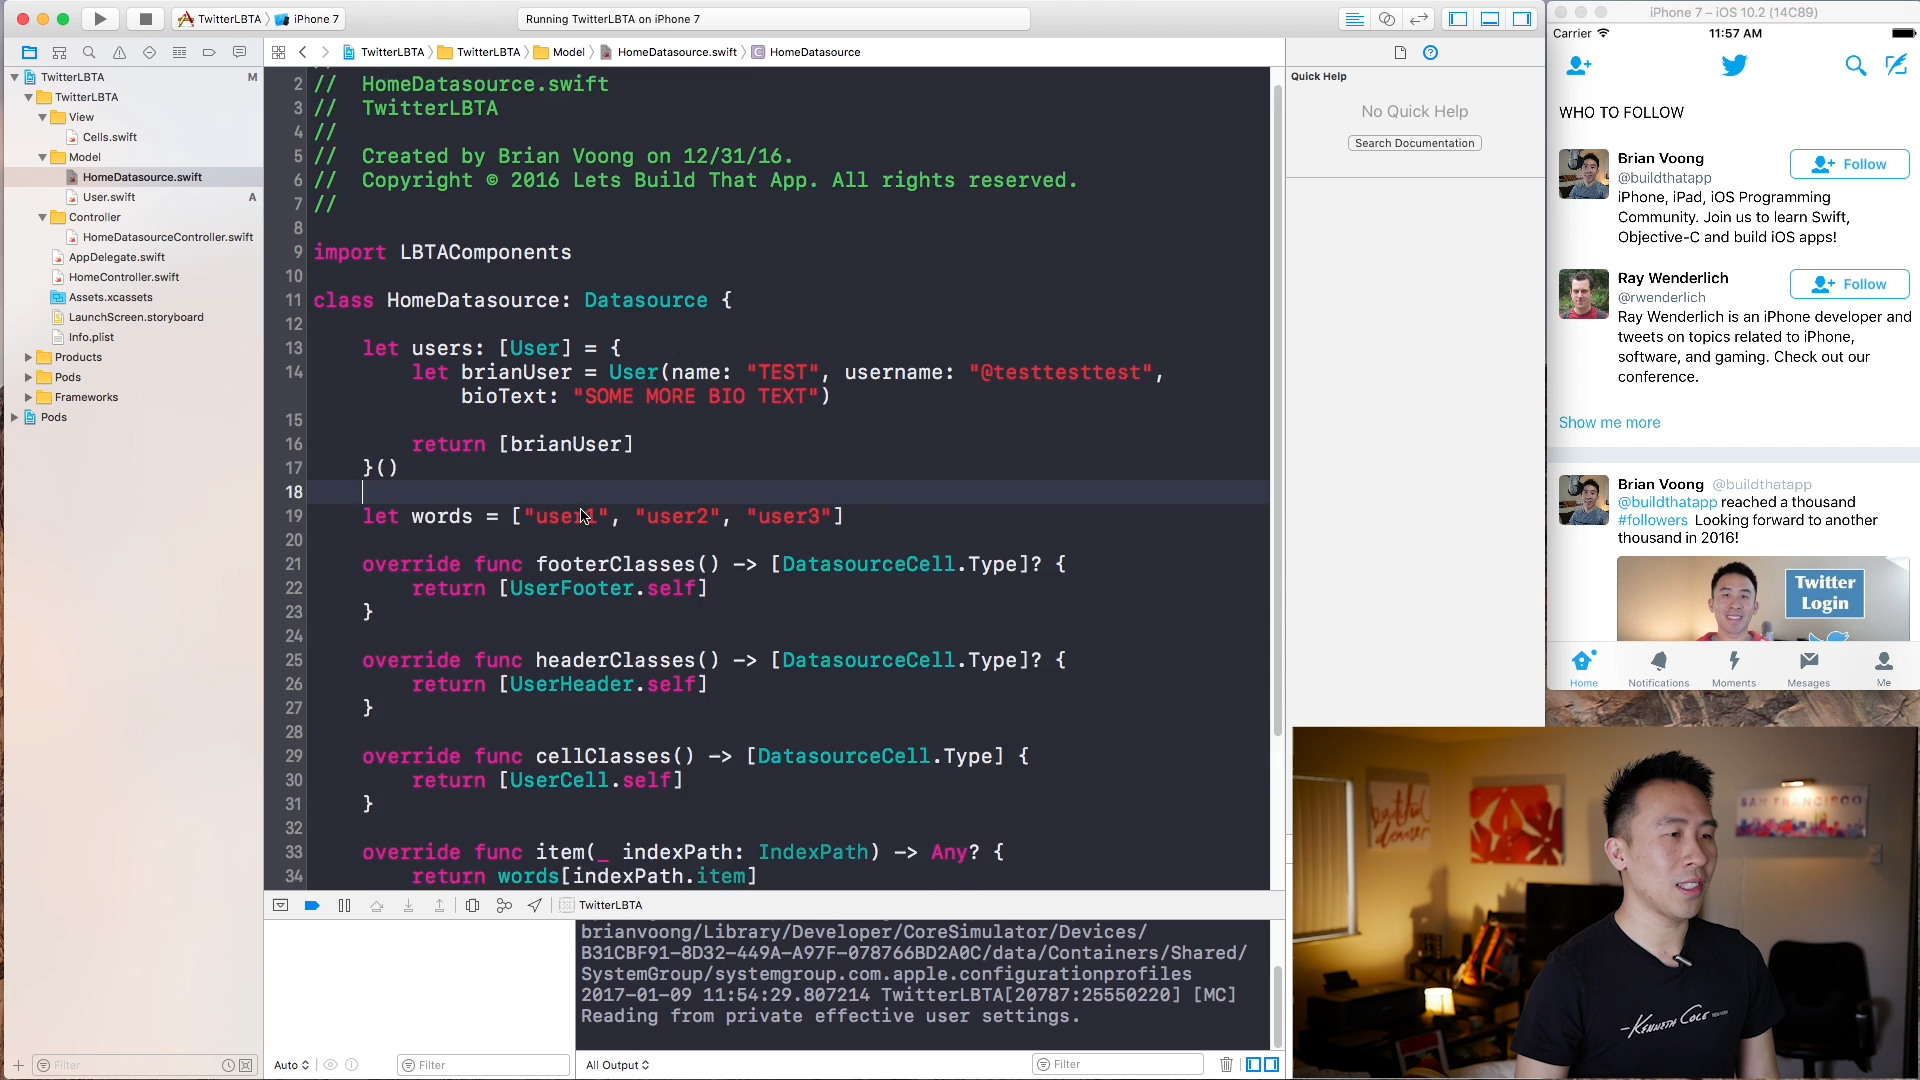 TwitterLBTA
iPhone 7
Running TwitterLBTA on iPhone 7
iPhone 7 – iOS 10.2 (14C89)
TwitterLBTA
TwitterLBTA
Model
HomeDatasource.swift
HomeDatasource
TwitterLBTA M
TwitterLBTA
View
Cells.swift
Model
HomeDatasource.swift
User.swift A
Controller
HomeDatasourceController.swift
AppDelegate.swift
HomeController.swift
Assets.xcassets
LaunchScreen.storyboard
Info.plist
Products
Pods
Frameworks
Pods
Filter
2 // HomeDatasource.swift
3 // TwitterLBTA
4 //
5 // Created by Brian Voong on 12/31/16.
6 // Copyright © 2016 Lets Build That App. All rights reserved.
7 //
8
9 import LBTAComponents
10
11 class HomeDatasource: Datasource {
12
13 let users: [User] = {
14 let brianUser = User(name: "TEST", username: "@testtesttest",
bioText: "SOME MORE BIO TEXT")
15
16 return [brianUser]
17 }()
18
19 let words = ["user1", "user2", "user3"]
20
21 override func footerClasses() -> [DatasourceCell.Type]? {
22 return [UserFooter.self]
23 }
24
25 override func headerClasses() -> [DatasourceCell.Type]? {
26 return [UserHeader.self]
27 }
28
29 override func cellClasses() -> [DatasourceCell.Type] {
30 return [UserCell.self]
31 }
32
33 override func item(_ indexPath: IndexPath) -> Any? {
34 return words[indexPath.item]
TwitterLBTA
brianvoong/Library/Developer/CoreSimulator/Devices/
B31CBF91-8D32-449A-A97F-078766BD2A0C/data/Containers/Shared/
SystemGroup/systemgroup.com.apple.configurationprofiles
2017-01-09 11:54:29.807214 TwitterLBTA[20787:25550220] [MC]
Reading from private effective user settings.
Auto
Filter
All Output
Filter
Quick Help
No Quick Help
Search Documentation
Carrier
11:57 AM
WHO TO FOLLOW
Brian Voong
@buildthatapp
Follow
iPhone, iPad, iOS Programming
Community. Join us to learn Swift,
Objective-C and build iOS apps!
Ray Wenderlich
@rwenderlich
Follow
Ray Wenderlich is an iPhone developer and
tweets on topics related to iPhone,
software, and gaming. Check out our
conference.
Show me more
Brian Voong @buildthatapp
@buildthatapp reached a thousand
#followers Looking forward to another
thousand in 2016!
Twitter
Login
Home
Notifications
Moments
Mesages
Me
beautiful
SAN FRANCISCO
KENNETH COLE